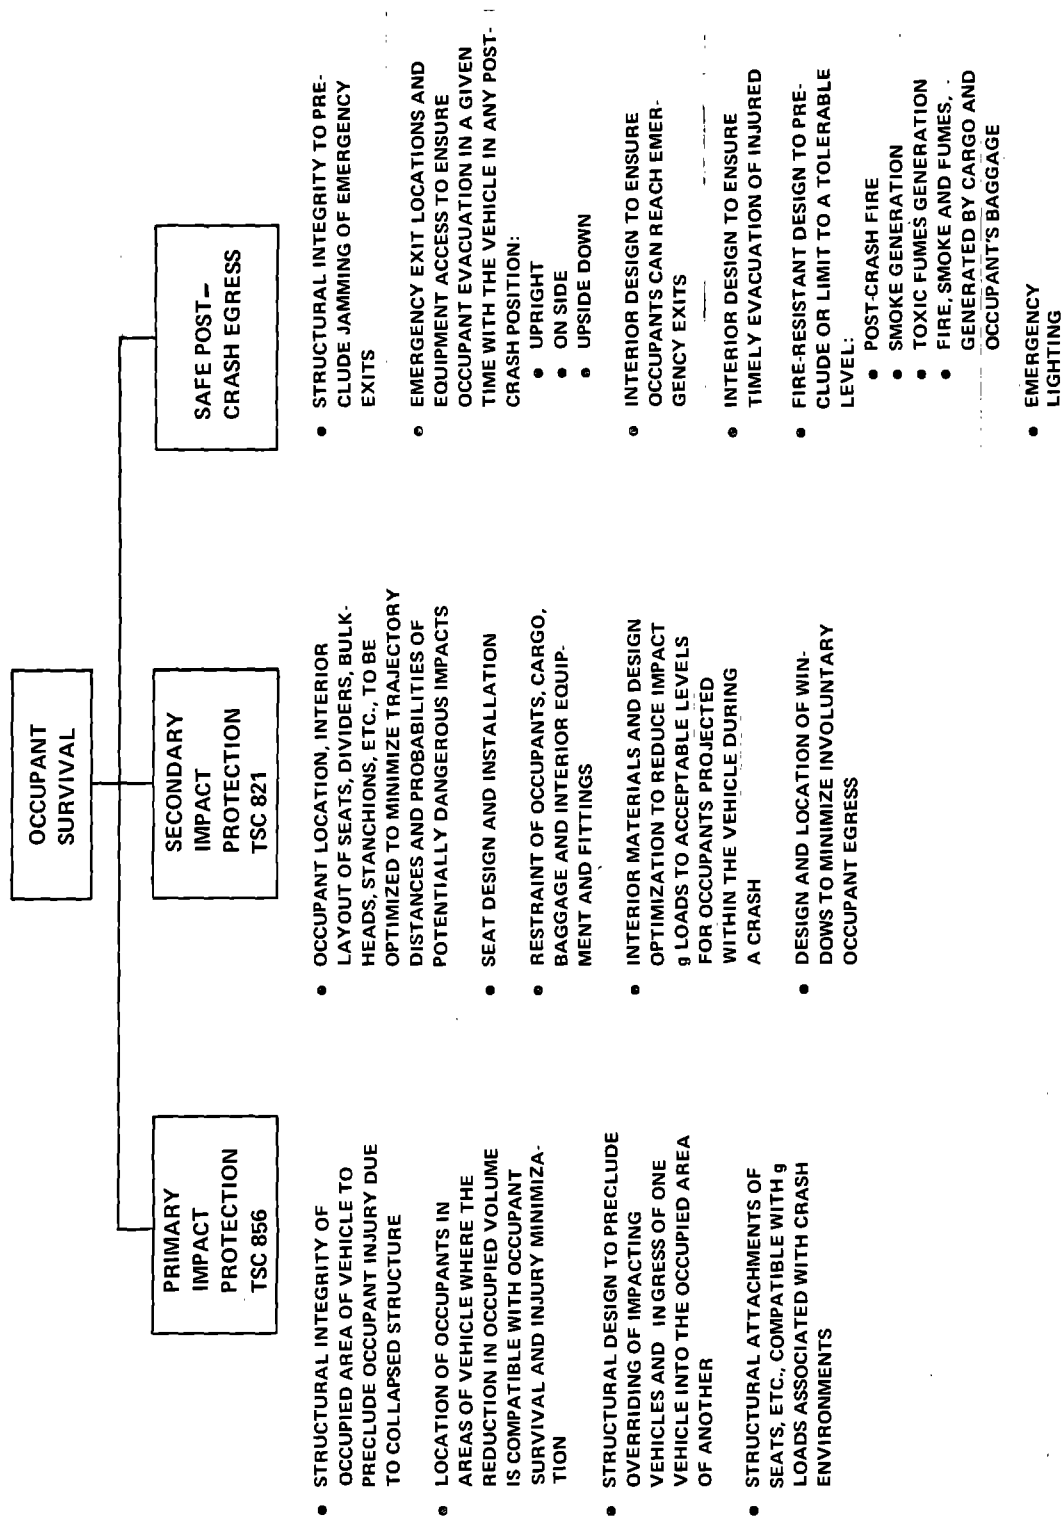 OCCUPANT
SURVIVAL
PRIMARY
IMPACT
PROTECTION
TSC 856
SECONDARY
IMPACT
PROTECTION
TSC 821
SAFE POST–
CRASH EGRESS
● STRUCTURAL INTEGRITY OF
OCCUPIED AREA OF VEHICLE TO
PRECLUDE OCCUPANT INJURY DUE
TO COLLAPSED STRUCTURE
● LOCATION OF OCCUPANTS IN
AREAS OF VEHICLE WHERE THE
REDUCTION IN OCCUPIED VOLUME
IS COMPATIBLE WITH OCCUPANT
SURVIVAL AND INJURY MINIMIZA-
TION
● STRUCTURAL DESIGN TO PRECLUDE
OVERRIDING OF IMPACTING
VEHICLES AND INGRESS OF ONE
VEHICLE INTO THE OCCUPIED AREA
OF ANOTHER
● STRUCTURAL ATTACHMENTS OF
SEATS, ETC., COMPATIBLE WITH g
LOADS ASSOCIATED WITH CRASH
ENVIRONMENTS
● OCCUPANT LOCATION, INTERIOR
LAYOUT OF SEATS, DIVIDERS, BULK-
HEADS, STANCHIONS, ETC., TO BE
OPTIMIZED TO MINIMIZE TRAJECTORY
DISTANCES AND PROBABILITIES OF
POTENTIALLY DANGEROUS IMPACTS
● SEAT DESIGN AND INSTALLATION
● RESTRAINT OF OCCUPANTS, CARGO,
BAGGAGE AND INTERIOR EQUIP-
MENT AND FITTINGS
● INTERIOR MATERIALS AND DESIGN
OPTIMIZATION TO REDUCE IMPACT
g LOADS TO ACCEPTABLE LEVELS
FOR OCCUPANTS PROJECTED
WITHIN THE VEHICLE DURING
A CRASH
● DESIGN AND LOCATION OF WIN-
DOWS TO MINIMIZE INVOLUNTARY
OCCUPANT EGRESS
● STRUCTURAL INTEGRITY TO PRE-
CLUDE JAMMING OF EMERGENCY
EXITS
● EMERGENCY EXIT LOCATIONS AND
EQUIPMENT ACCESS TO ENSURE
OCCUPANT EVACUATION IN A GIVEN
TIME WITH THE VEHICLE IN ANY POST-
CRASH POSITION:
● UPRIGHT
● ON SIDE
● UPSIDE DOWN
● INTERIOR DESIGN TO ENSURE
OCCUPANTS CAN REACH EMER-
GENCY EXITS
● INTERIOR DESIGN TO ENSURE
TIMELY EVACUATION OF INJURED
● FIRE-RESISTANT DESIGN TO PRE-
CLUDE OR LIMIT TO A TOLERABLE
LEVEL:
● POST-CRASH FIRE
● SMOKE GENERATION
● TOXIC FUMES GENERATION
● FIRE, SMOKE AND FUMES,
GENERATED BY CARGO AND
OCCUPANT'S BAGGAGE
● EMERGENCY
LIGHTING